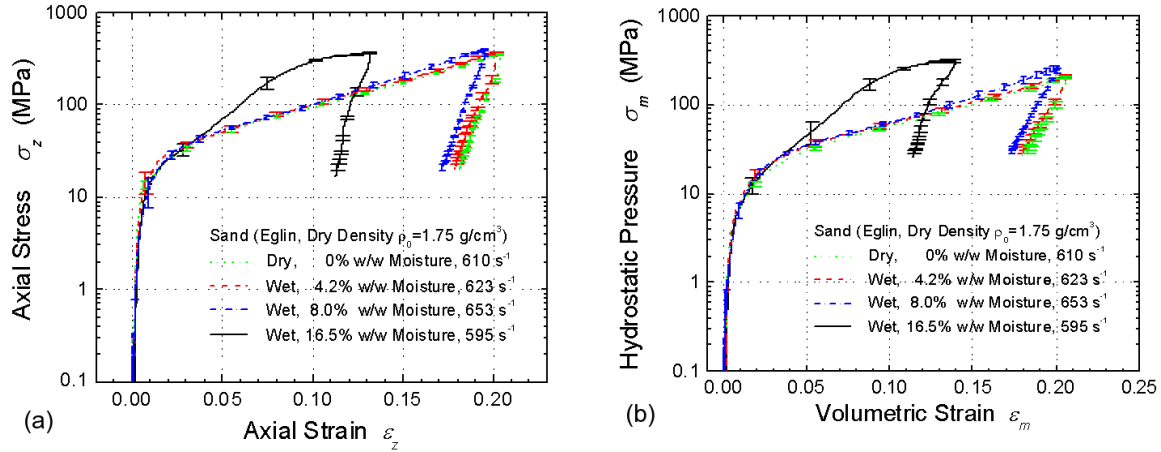 1000
100
10
1
0.1
Axial Stress σz (MPa)
Sand (Eglin, Dry Density ρ0=1.75 g/cm³)
Dry, 0% w/w Moisture, 610 s⁻¹
Wet, 4.2% w/w Moisture, 623 s⁻¹
Wet, 8.0% w/w Moisture, 653 s⁻¹
Wet, 16.5% w/w Moisture, 595 s⁻¹
0.00 0.05 0.10 0.15 0.20
(a)
Axial Strain εz
1000
100
10
1
0.1
Hydrostatic Pressure σm (MPa)
Sand (Eglin, Dry Density ρ0=1.75 g/cm³)
Dry, 0% w/w Moisture, 610 s⁻¹
Wet, 4.2% w/w Moisture, 623 s⁻¹
Wet, 8.0% w/w Moisture, 653 s⁻¹
Wet, 16.5% w/w Moisture, 595 s⁻¹
0.00 0.05 0.10 0.15 0.20 0.25
(b)
Volumetric Strain εm